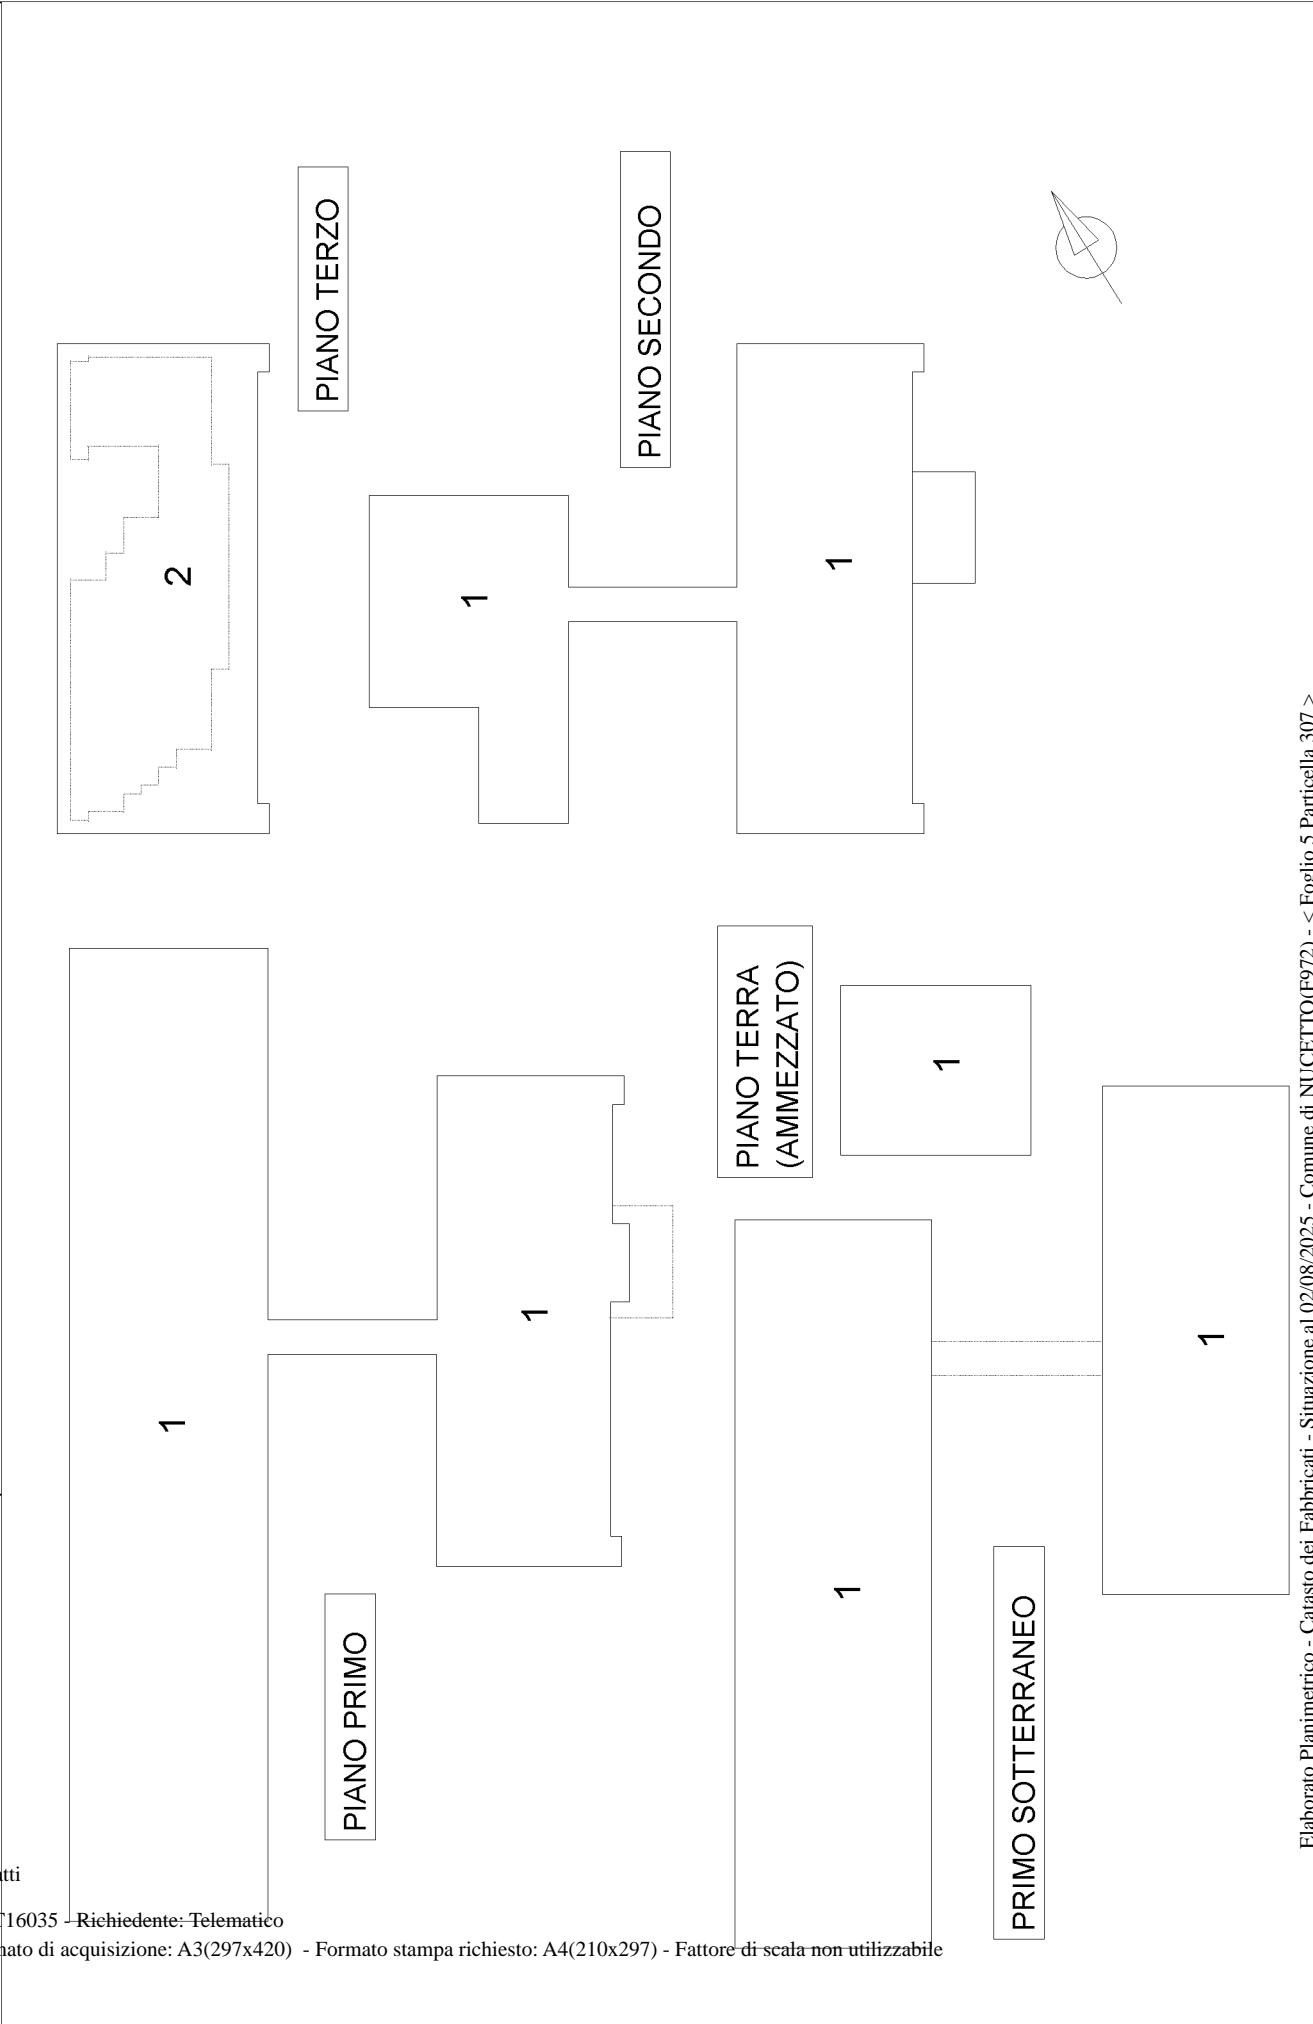 PIANO TERZO
2
PIANO SECONDO
1
1
PIANO PRIMO
1
1
PIANO TERRA
(AMMEZZATO)
1
PRIMO SOTTERRANEO
1
1
Elaborato Planimetrico - Catasto dei Fabbricati - Situazione al 02/08/2025 - Comune di NUCETTO(F972) - < Foglio 5 Particella 307 >
T16035 - Richiedente: Telematico
mato di acquisizione: A3(297x420) - Formato stampa richiesto: A4(210x297) - Fattore di scala non utilizzabile